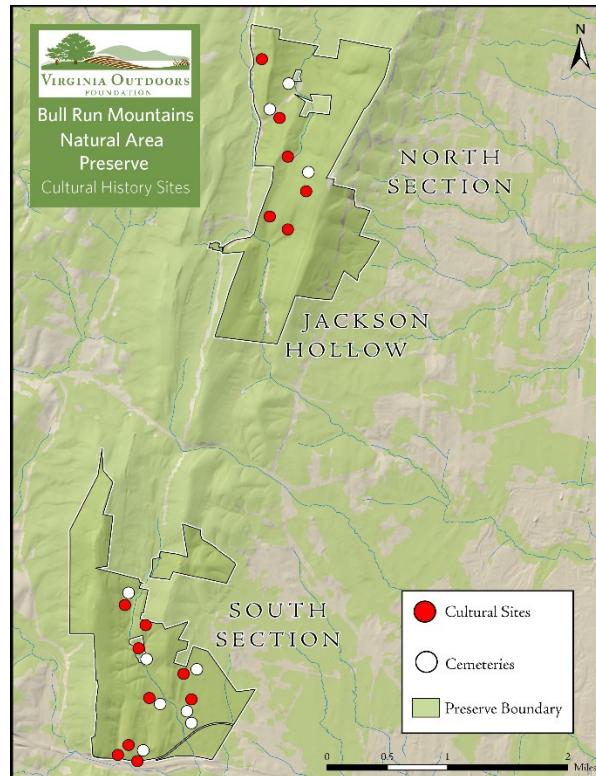 VIRGINIA OUTDOORS
FOUNDATION
Bull Run Mountains
Natural Area
Preserve
Cultural History Sites
N
NORTH
SECTION
JACKSON
HOLLOW
SOUTH
SECTION
Cultural Sites
Cemeteries
Preserve Boundary
0 0.5 1 2
Miles